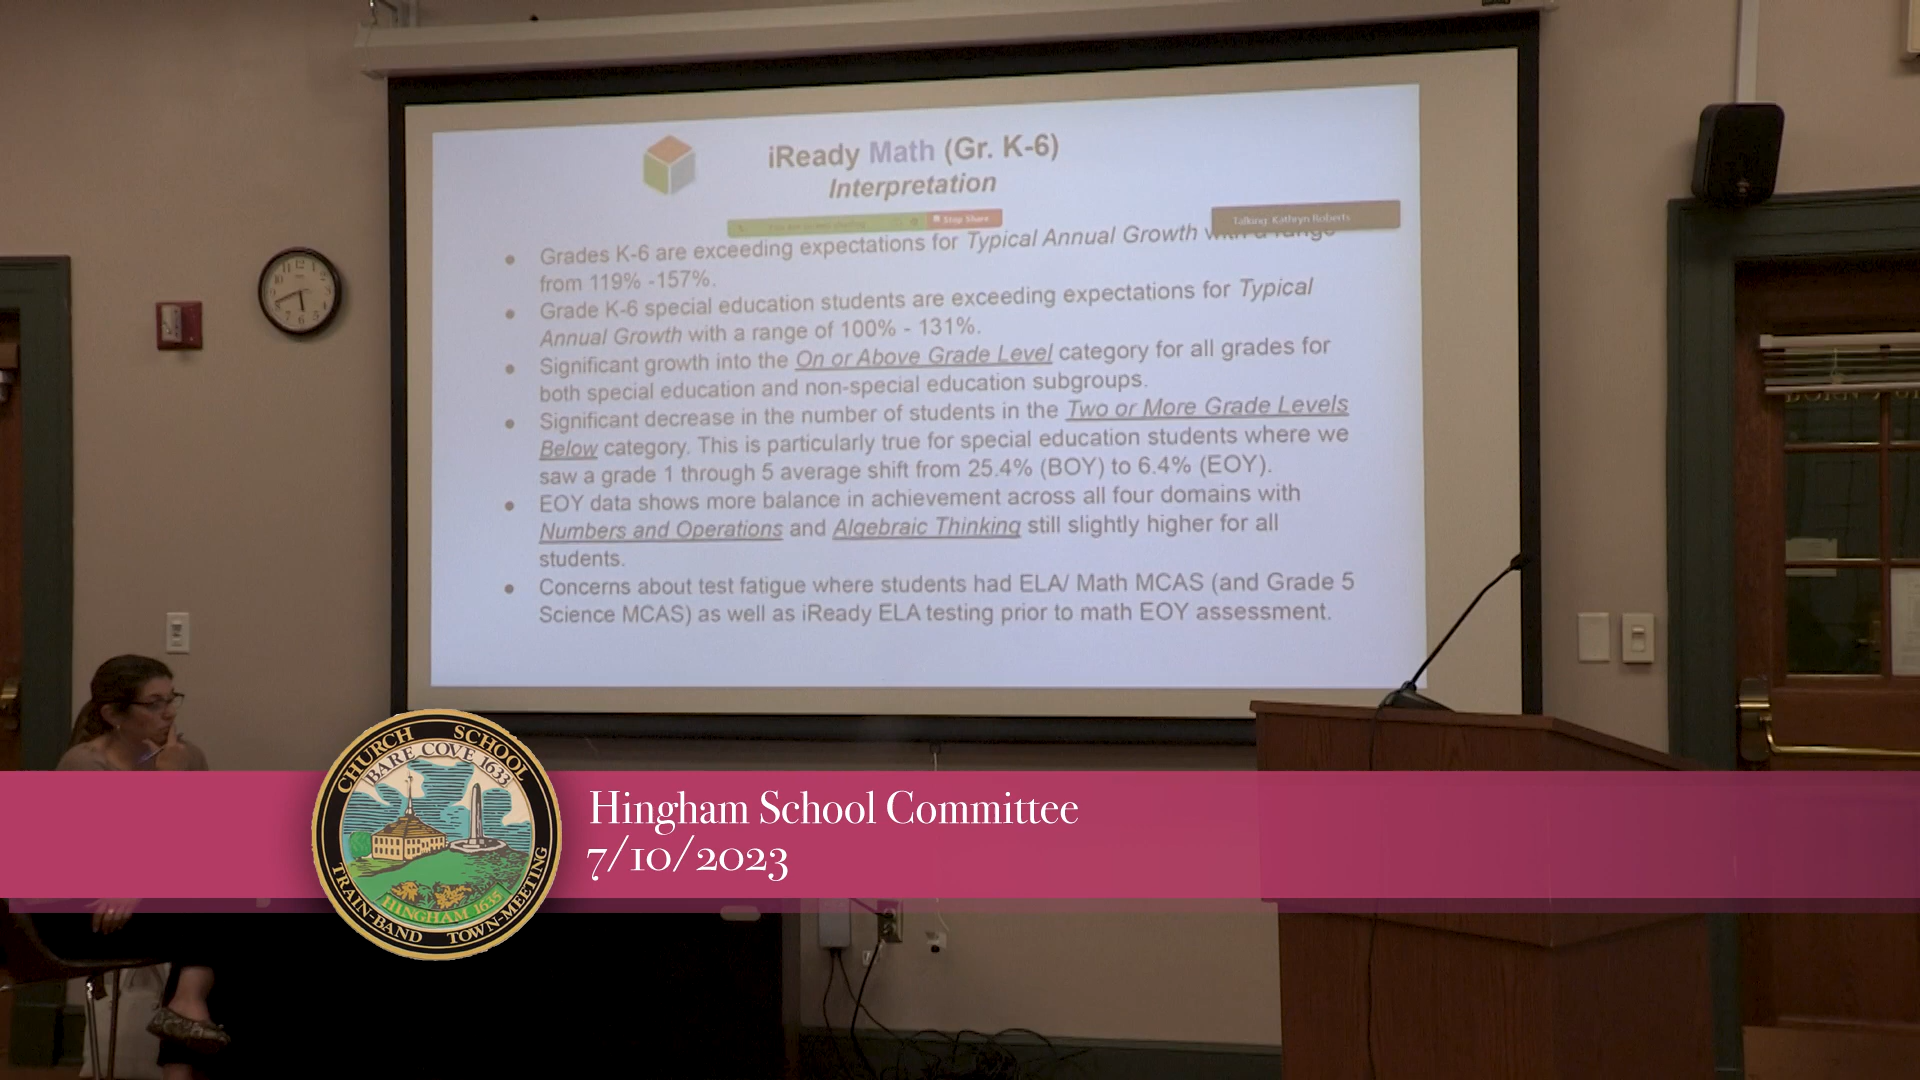 iReady Math (Gr. K-6)
Interpretation
Stop Share
Talking: Kathryn Roberts
Grades K-6 are exceeding expectations for Typical Annual Growth with a range
from 119% -157%.
Grade K-6 special education students are exceeding expectations for Typical
Annual Growth with a range of 100% - 131%.
Significant growth into the On or Above Grade Level category for all grades for
both special education and non-special education subgroups.
Significant decrease in the number of students in the Two or More Grade Levels
Below category. This is particularly true for special education students where we
saw a grade 1 through 5 average shift from 25.4% (BOY) to 6.4% (EOY).
EOY data shows more balance in achievement across all four domains with
Numbers and Operations and Algebraic Thinking still slightly higher for all
students.
Concerns about test fatigue where students had ELA/ Math MCAS (and Grade 5
Science MCAS) as well as iReady ELA testing prior to math EOY assessment.
CHURCH SCHOOL
BARE COVE 1633
HINGHAM 1635
TRAIN-BAND TOWN-MEETING
Hingham School Committee
7/10/2023